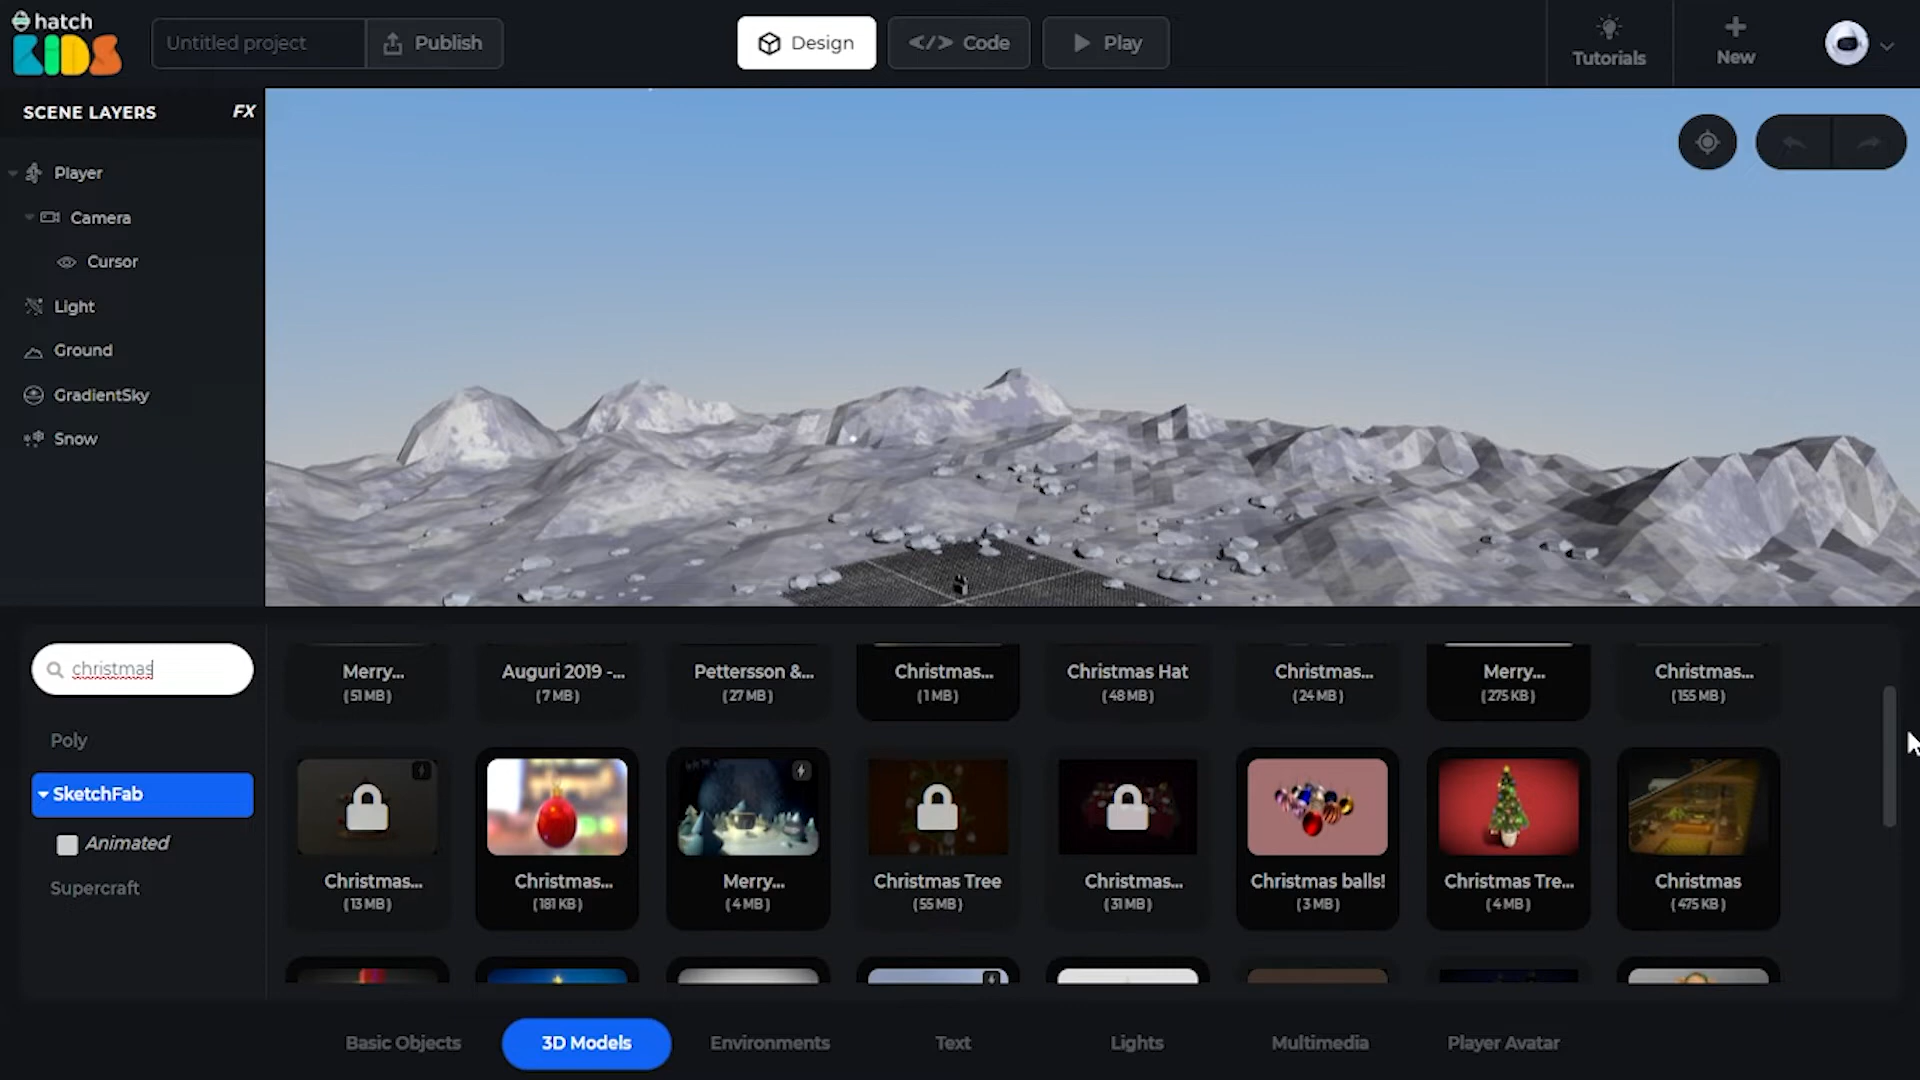 hatch
KIDS
Untitled project
Publish
Design
</> Code
Play
Tutorials
New
SCENE LAYERS
FX
Player
Camera
Cursor
Light
Ground
GradientSky
Snow
christmas
Poly
SketchFab
Animated
Supercraft
Merry...
(51 MB)
Auguri 2019 -...
(7 MB)
Pettersson &...
(27 MB)
Christmas...
(1 MB)
Christmas Hat
(48 MB)
Christmas...
(24 MB)
Merry...
(275 KB)
Christmas...
(155 MB)
Christmas...
(13 MB)
Christmas...
(181 KB)
Merry...
(4 MB)
Christmas Tree
(55 MB)
Christmas...
(31 MB)
Christmas balls!
(3 MB)
Christmas Tre...
(4 MB)
Christmas
(475 KB)
Basic Objects
3D Models
Environments
Text
Lights
Multimedia
Player Avatar